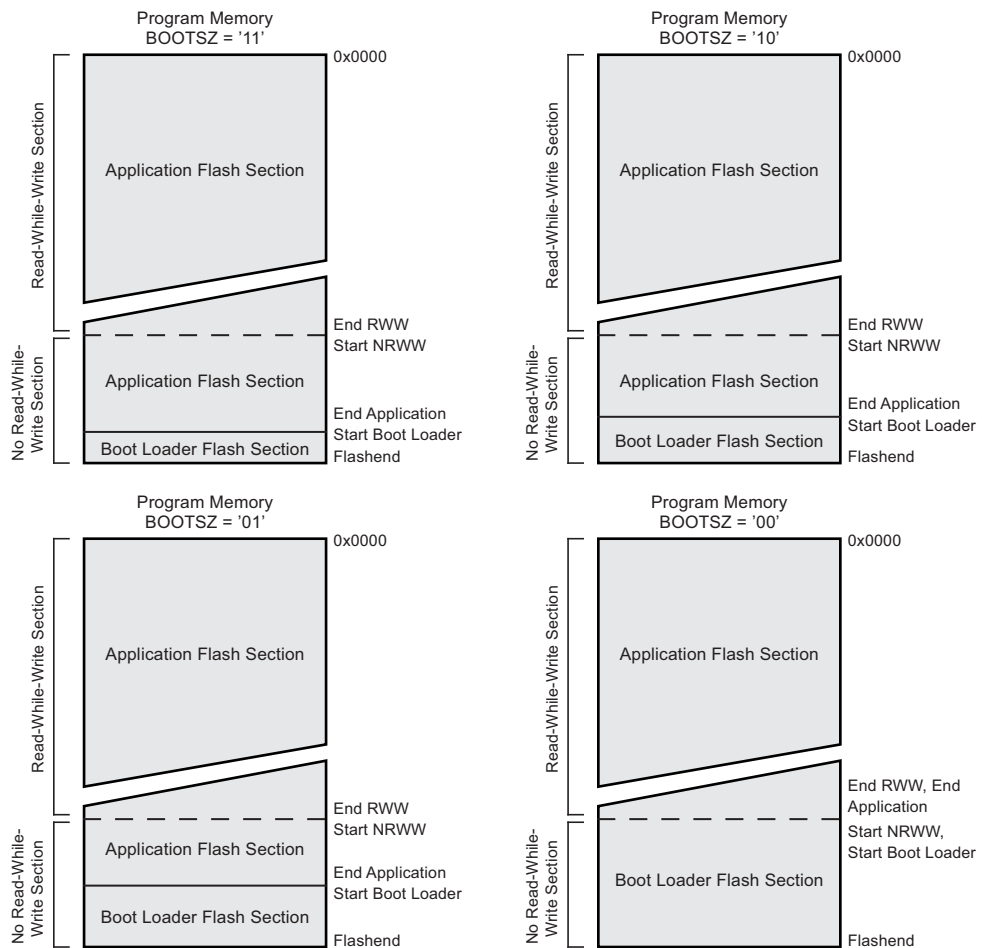 Program Memory
BOOTSZ = '11'
0x0000
Read-While-Write Section
Application Flash Section
End RWW
Start NRWW
No Read-While-
Write Section
Application Flash Section
End Application
Start Boot Loader
Boot Loader Flash Section
Flashend
Program Memory
BOOTSZ = '10'
0x0000
Read-While-Write Section
Application Flash Section
End RWW
Start NRWW
No Read-While-
Write Section
Application Flash Section
End Application
Start Boot Loader
Boot Loader Flash Section
Flashend
Program Memory
BOOTSZ = '01'
0x0000
Read-While-Write Section
Application Flash Section
End RWW
Start NRWW
No Read-While-
Write Section
Application Flash Section
End Application
Start Boot Loader
Boot Loader Flash Section
Flashend
Program Memory
BOOTSZ = '00'
0x0000
Read-While-Write Section
Application Flash Section
End RWW, End
Application
Start NRWW,
Start Boot Loader
No Read-While-
Write Section
Boot Loader Flash Section
Flashend